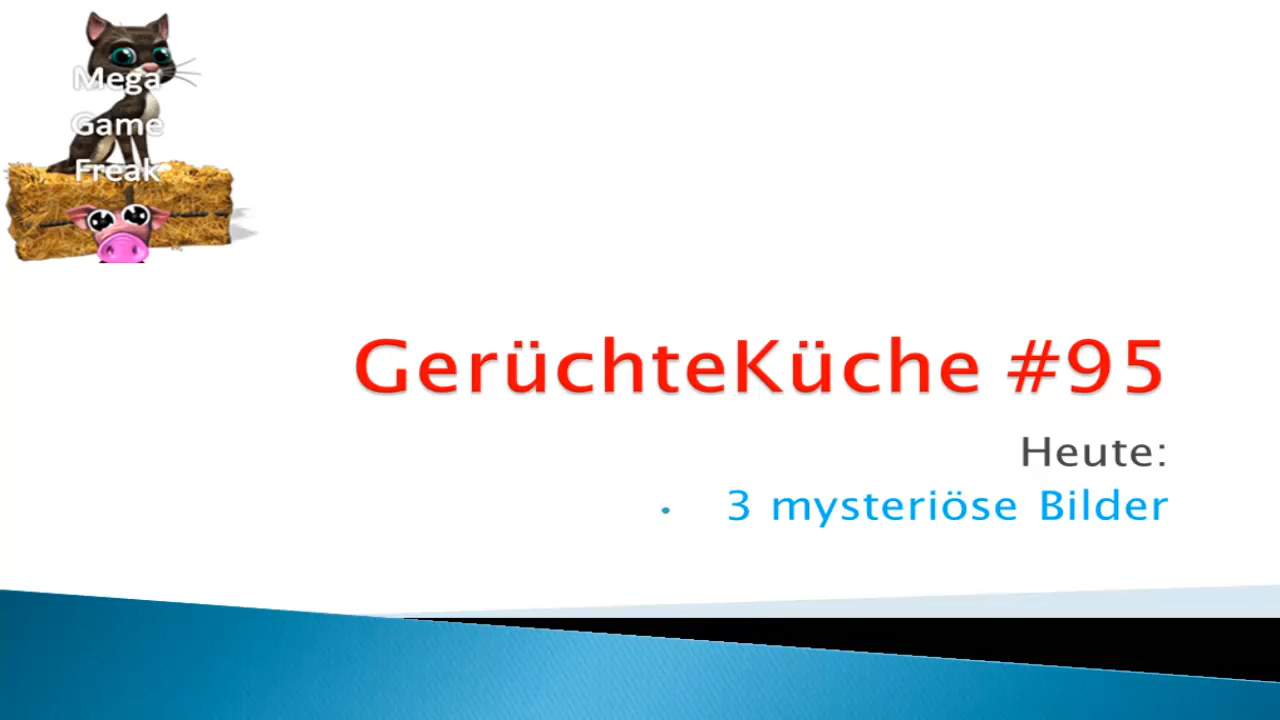 Mega
Game
Freak
GerüchteKüche #95
Heute:
• 3 mysteriöse Bilder